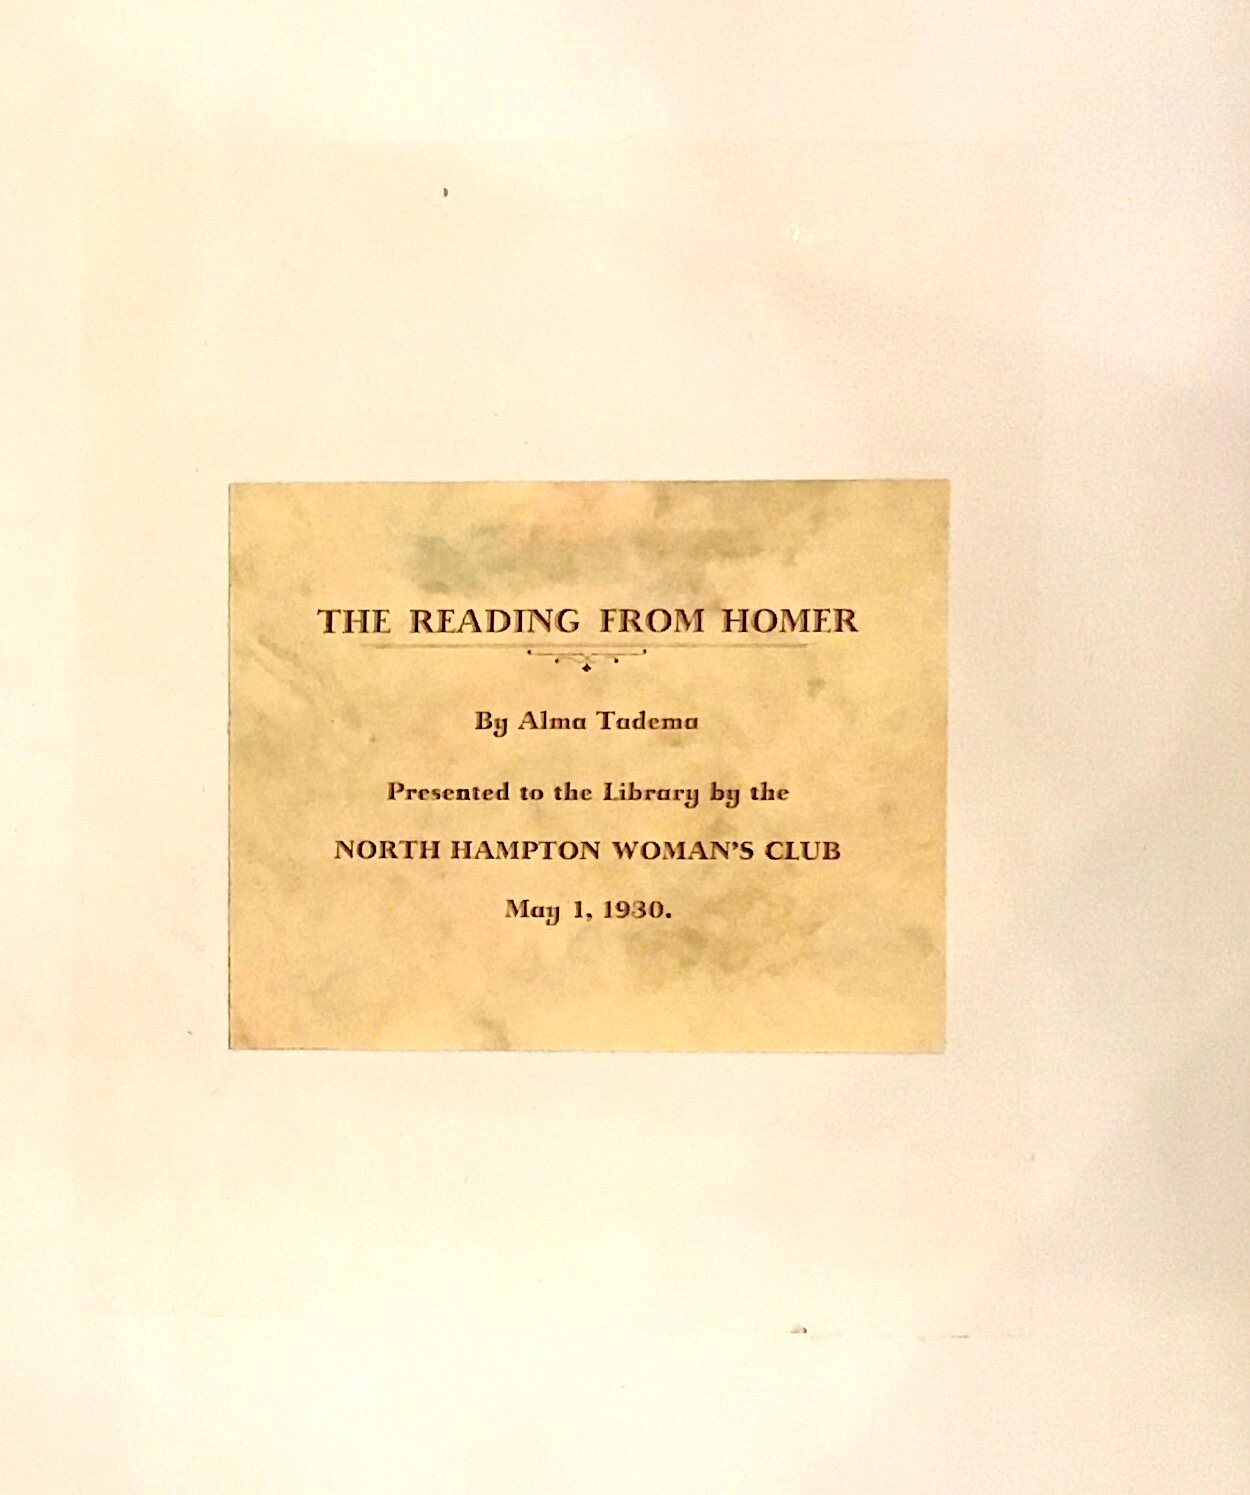 THE READING FROM HOMER
By Alma Tadema
Presented to the Library by the
NORTH HAMPTON WOMAN'S CLUB
May 1, 1930.